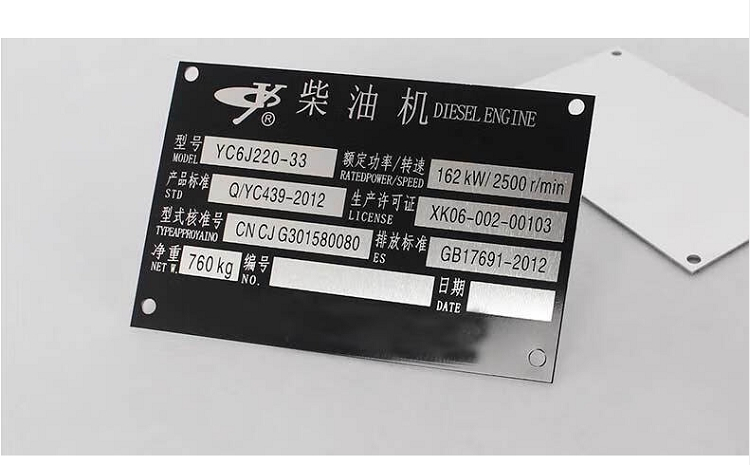 柴油机 DIESEL ENGINE
型号 MODEL YC6J220-33 额定功率/转速 RATEDPOWER/SPEED 162 kW/ 2500 r/min
产品标准 STD Q/YC439-2012 生产许可证 LICENSE XK06-002-00103
型式核准号 TYPEAPPROYAINO CN CJ G301580080 排放标准 ES GB17691-2012
净重 NET W. 760 kg 编号 NO. 日期 DATE